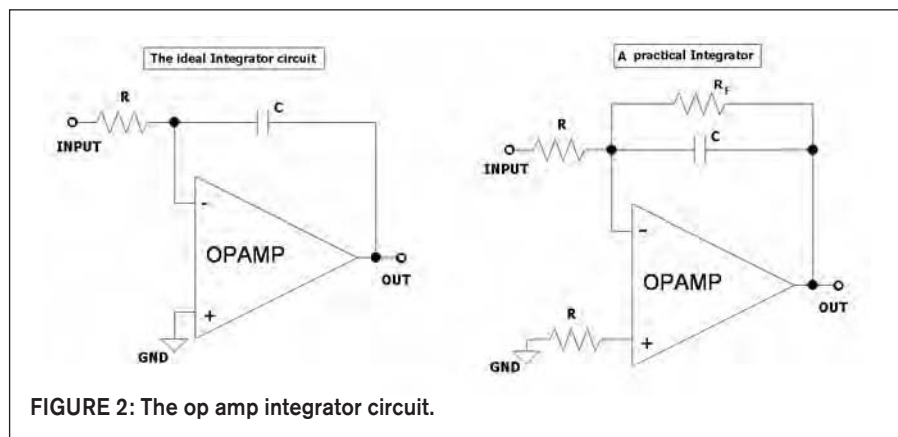 The ideal Integrator circuit
R
C
INPUT
-
OPAMP
+
OUT
GND
A practical Integrator
RF
R
C
INPUT
-
OPAMP
R
+
OUT
GND
FIGURE 2: The op amp integrator circuit.